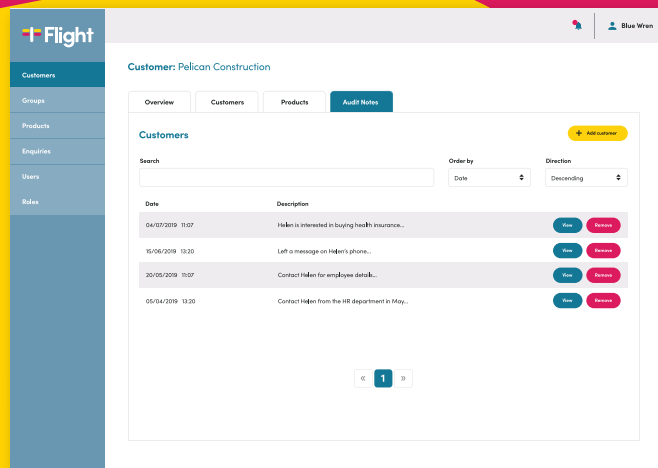 Flight
Blue Wren
Customers
Groups
Products
Enquiries
Users
Roles
Customer: Pelican Construction
Overview Customers Products Audit Notes
Customers
+ Add customer
Search Order by Direction
Date Descending
Date Description
04/07/2019 11:07 Helen is interested in buying health insurance... View Remove
15/06/2019 13:20 Left a message on Helen's phone... View Remove
20/05/2019 11:07 Contact Helen for employee details... View Remove
05/04/2019 13:20 Contact Helen from the HR department in May... View Remove
« 1 »